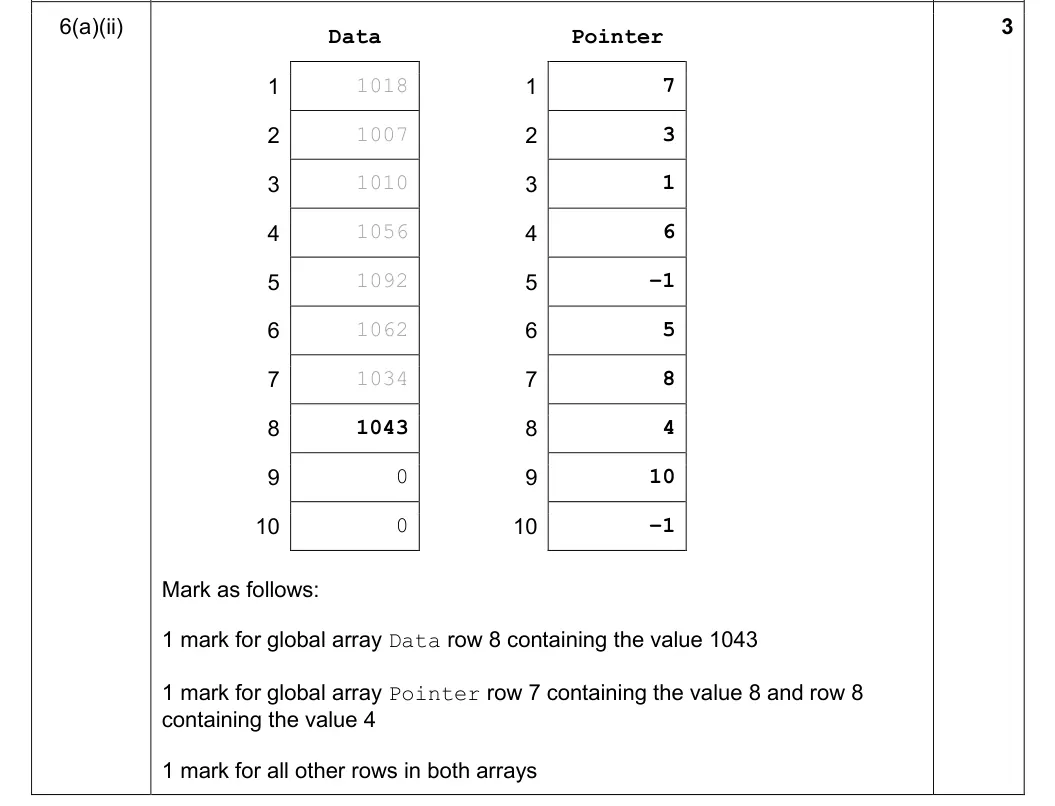 6(a)(ii) 3
Data Pointer
1 1018 1 7
2 1007 2 3
3 1010 3 1
4 1056 4 6
5 1092 5 –1
6 1062 6 5
7 1034 7 8
8 1043 8 4
9 0 9 10
10 0 10 –1
Mark as follows:
1 mark for global array Data row 8 containing the value 1043
1 mark for global array Pointer row 7 containing the value 8 and row 8
containing the value 4
1 mark for all other rows in both arrays